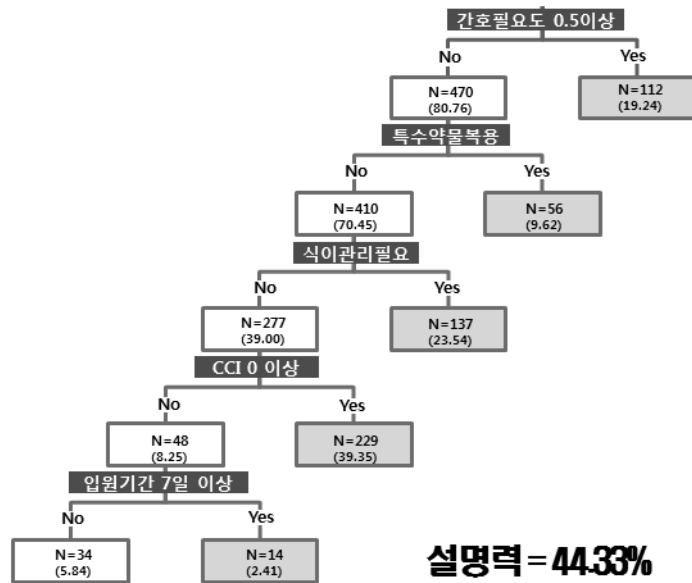 간호필요도 0.5이상
No
Yes
N=470
(80.76)
N=112
(19.24)
특수약물복용
No
Yes
N=410
(70.45)
N=56
(9.62)
식이관리필요
No
Yes
N=277
(39.00)
N=137
(23.54)
CCI 0 이상
No
Yes
N=48
(8.25)
N=229
(39.35)
입원기간 7일 이상
No
Yes
N=34
(5.84)
N=14
(2.41)
설명력 = 44.33%